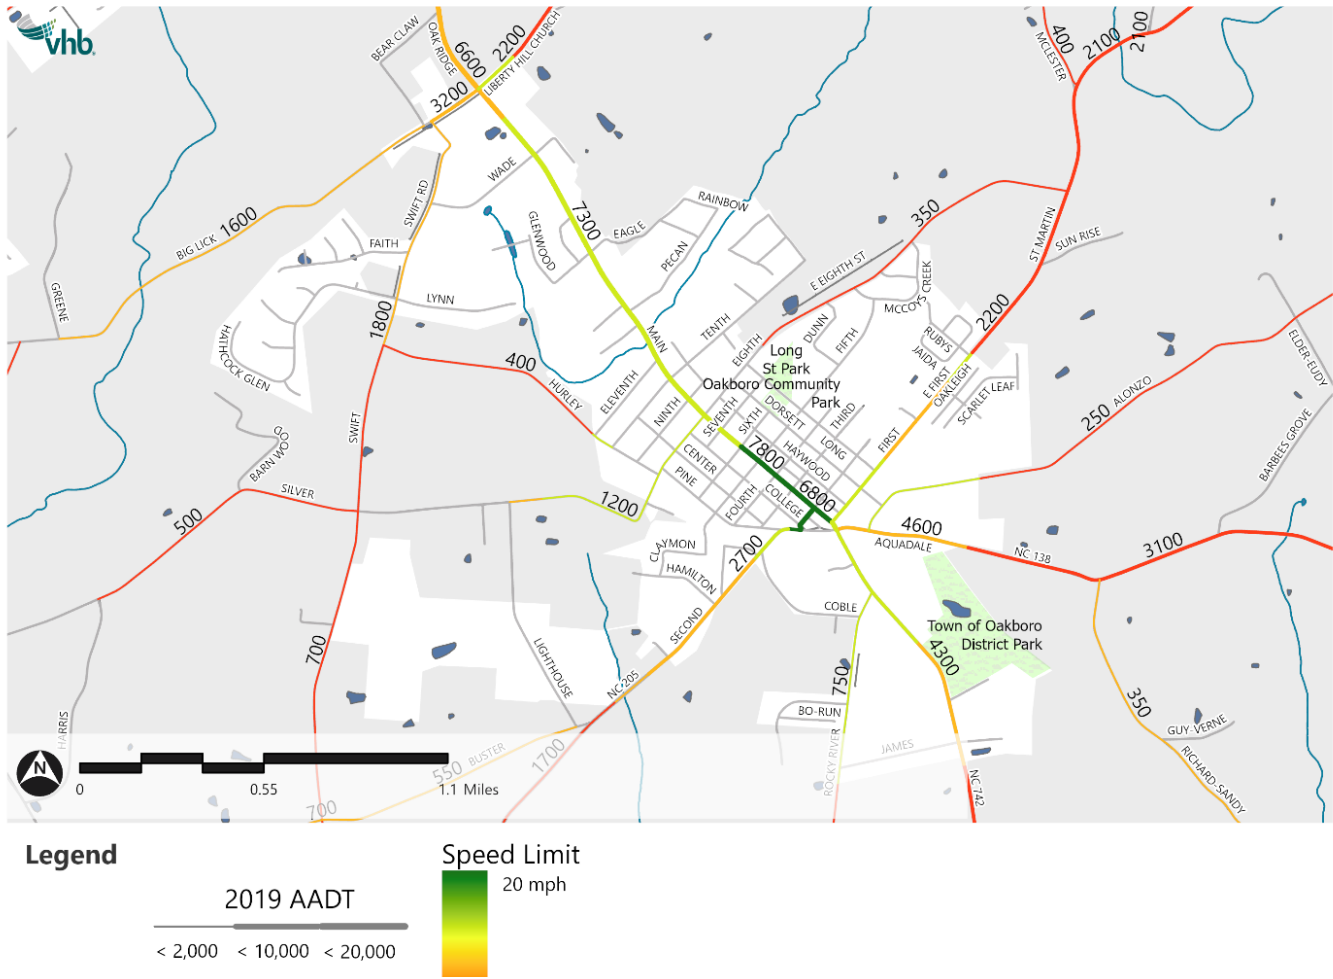 vhb
BEAR CLAW
OAK RIDGE
6600
2200
LIBERTY HILL CHURCH
3200
400
MCLESTER
2100
2100
WADE
SWIFT RD
GLENWOOD
7300
EAGLE
RAINBOW
PECAN
350
BIG LICK
1600
FAITH
E EIGHTH ST
ST MARTIN
SUN RISE
GREENE
LYNN
1800
MCCOYS CREEK
2200
MAIN
TENTH
EIGHTH
DUNN
FIFTH
RUBYS
JAIDA
HATHCOCK GLEN
400
HURLEY
Long
St Park
Oakboro Community
Park
E FIRST
OAKLEIGH
SCARLET LEAF
ELDER-EUDY
ELEVENTH
NINTH
SEVENTH
SIXTH
DORSETT
THIRD
LONG
FIRST
250
ALONZO
BARBEES GROVE
SWIFT
BARN WOOD
7800
HAYWOOD
CENTER
PINE
6800
SILVER
1200
FOURTH
COLLEGE
500
4600
AQUADALE
NC 138
3100
CLAYMON
2700
HAMILTON
COBLE
SECOND
Town of Oakboro
District Park
4300
700
LIGHTHOUSE
NC 205
750
350
BO-RUN
GUY-VERNE
HARRIS
JAMES
RICHARD-SANDY
BUSTER
550
1700
ROCKY RIVER
NC 742
700
N
0
0.55
1.1 Miles
Legend
2019 AADT
< 2,000
< 10,000
< 20,000
Speed Limit
20 mph